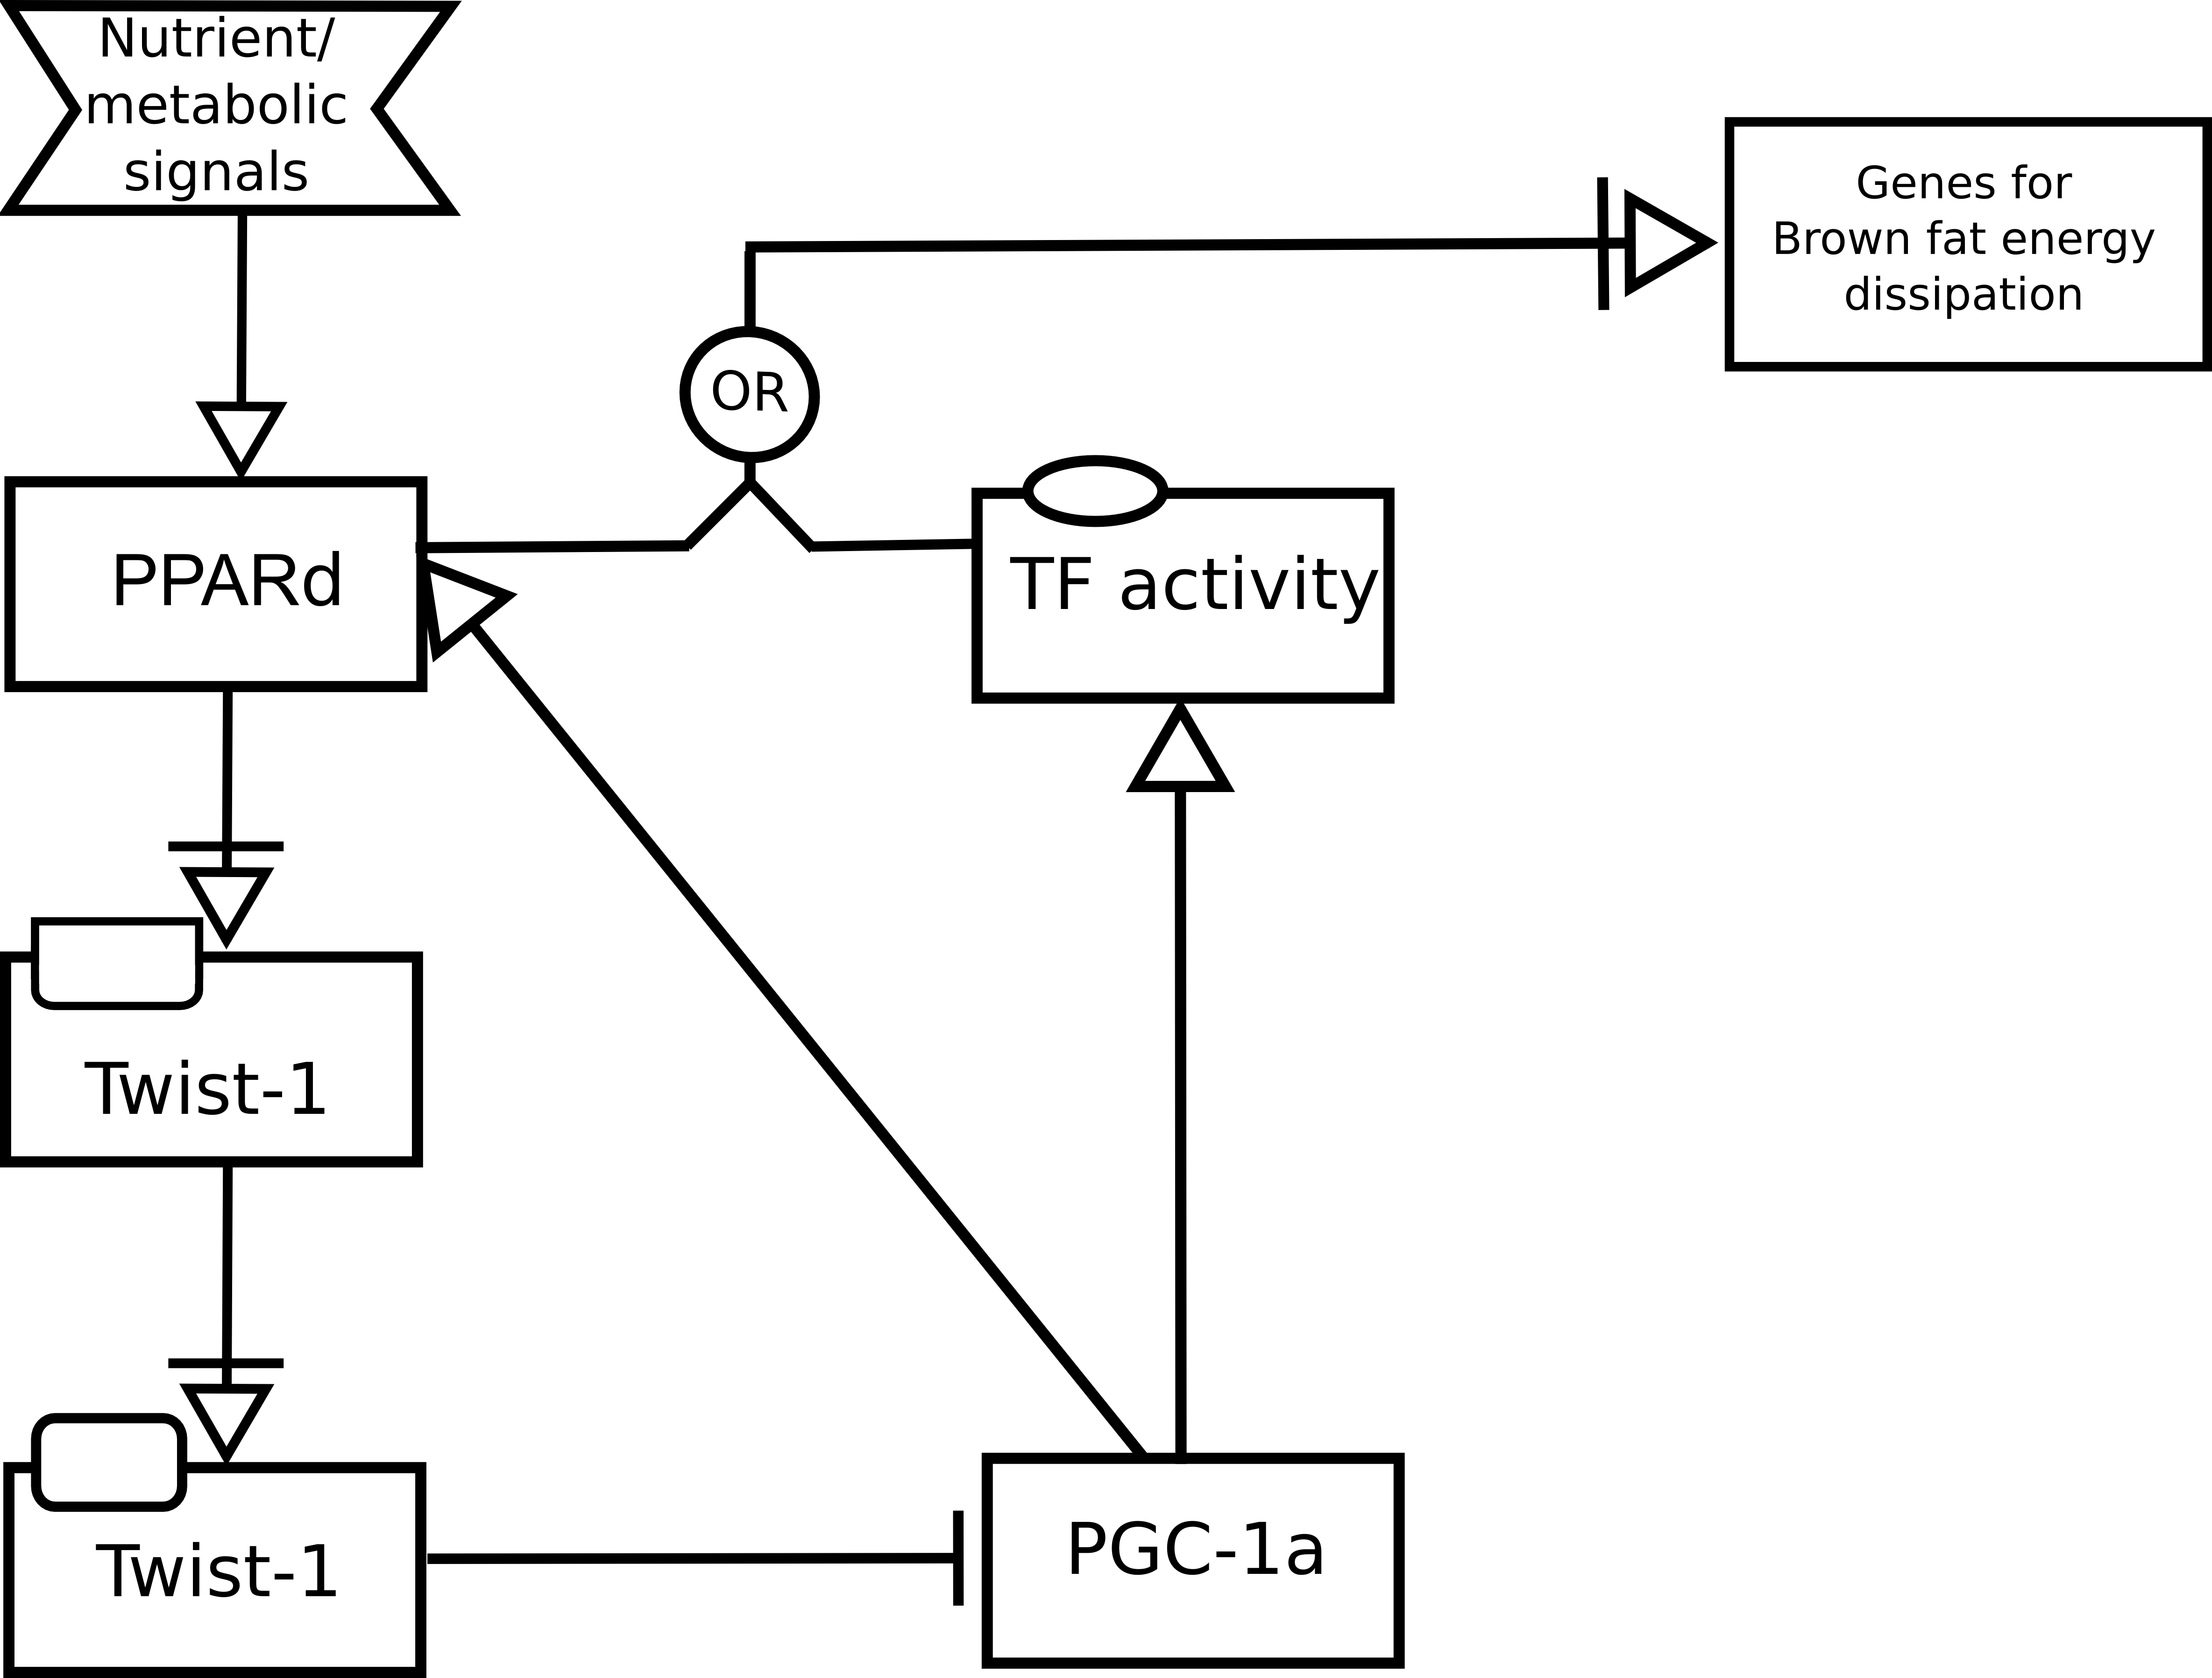 Nutrient/
metabolic
signals
Genes for
Brown fat energy
dissipation
OR
PPARd
TF activity
Twist-1
Twist-1
PGC-1a